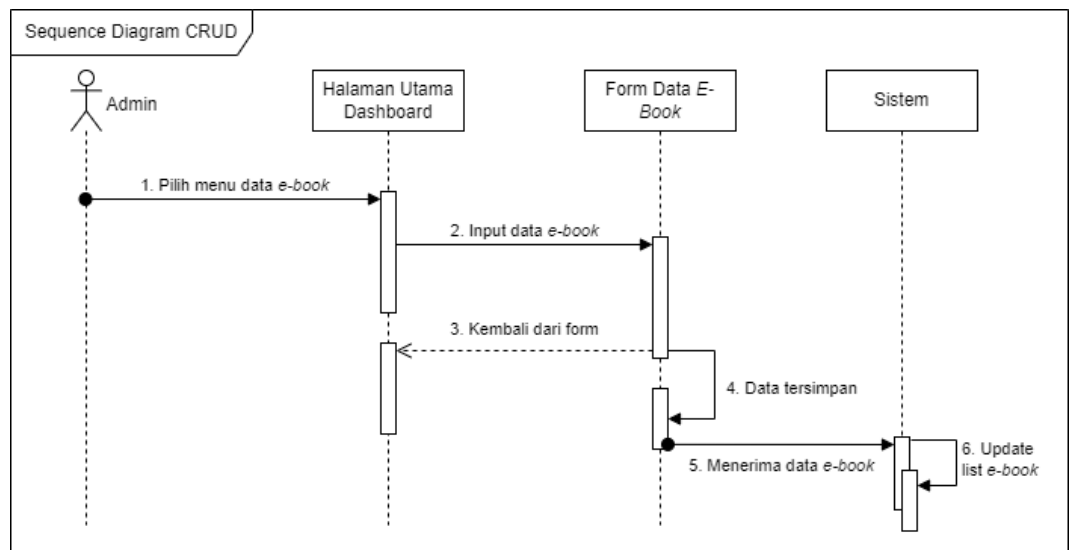 Sequence Diagram CRUD
Admin
Halaman Utama
Dashboard
Form Data E-
Book
Sistem
1. Pilih menu data e-book
2. Input data e-book
3. Kembali dari form
4. Data tersimpan
5. Menerima data e-book
6. Update
list e-book